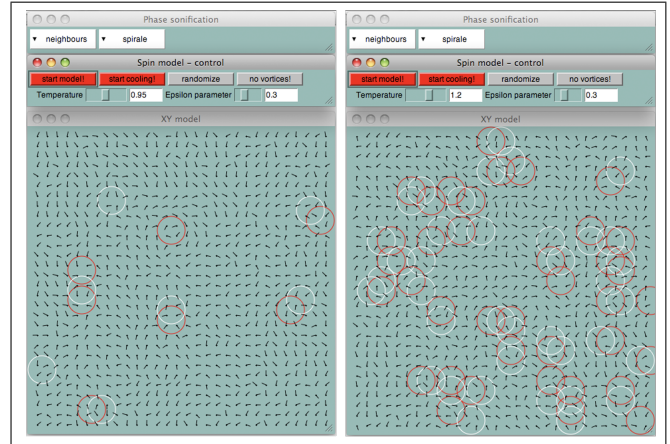 Phase sonification
▾ neighbours ▾ spirale
Spin model - control
start model! start cooling! randomize no vortices!
Temperature 0.95 Epsilon parameter 0.3
XY model
Phase sonification
▾ neighbours ▾ spirale
Spin model - control
start model! start cooling! randomize no vortices!
Temperature 1.2 Epsilon parameter 0.3
XY model